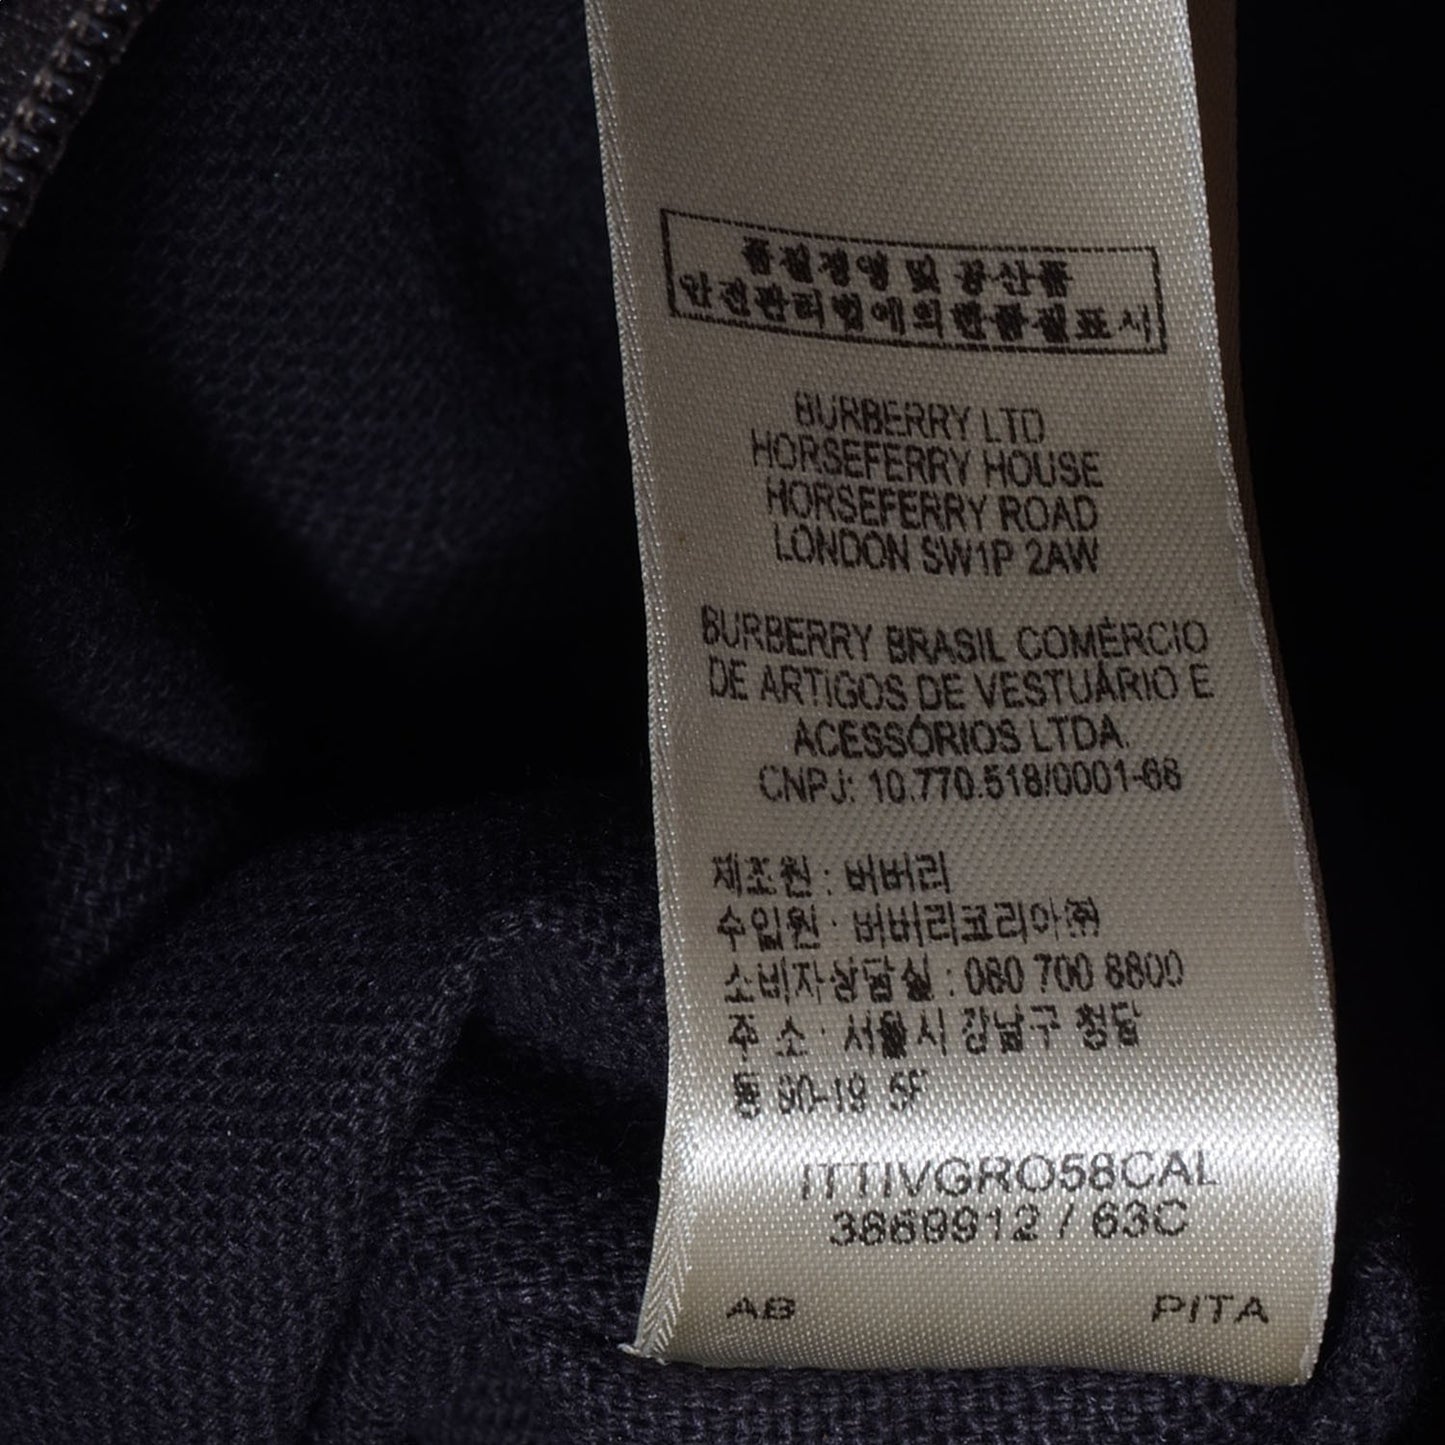 품질경영 및 공산품
안전관리법에의한품질표시
BURBERRY LTD
HORSEFERRY HOUSE
HORSEFERRY ROAD
LONDON SW1P 2AW
BURBERRY BRASIL COMÉRCIO
DE ARTIGOS DE VESTUÁRIO E
ACESSÓRIOS LTDA.
CNPJ: 10.770.518/0001-66
제조원 : 버버리
수입원 : 버버리코리아㈜
소비자상담실 : 080 700 8800
주 소 : 서울시 강남구 청담
동 90-19 5F
ITTIVGRO58CAL
3869912 / 63C
AB
PITA